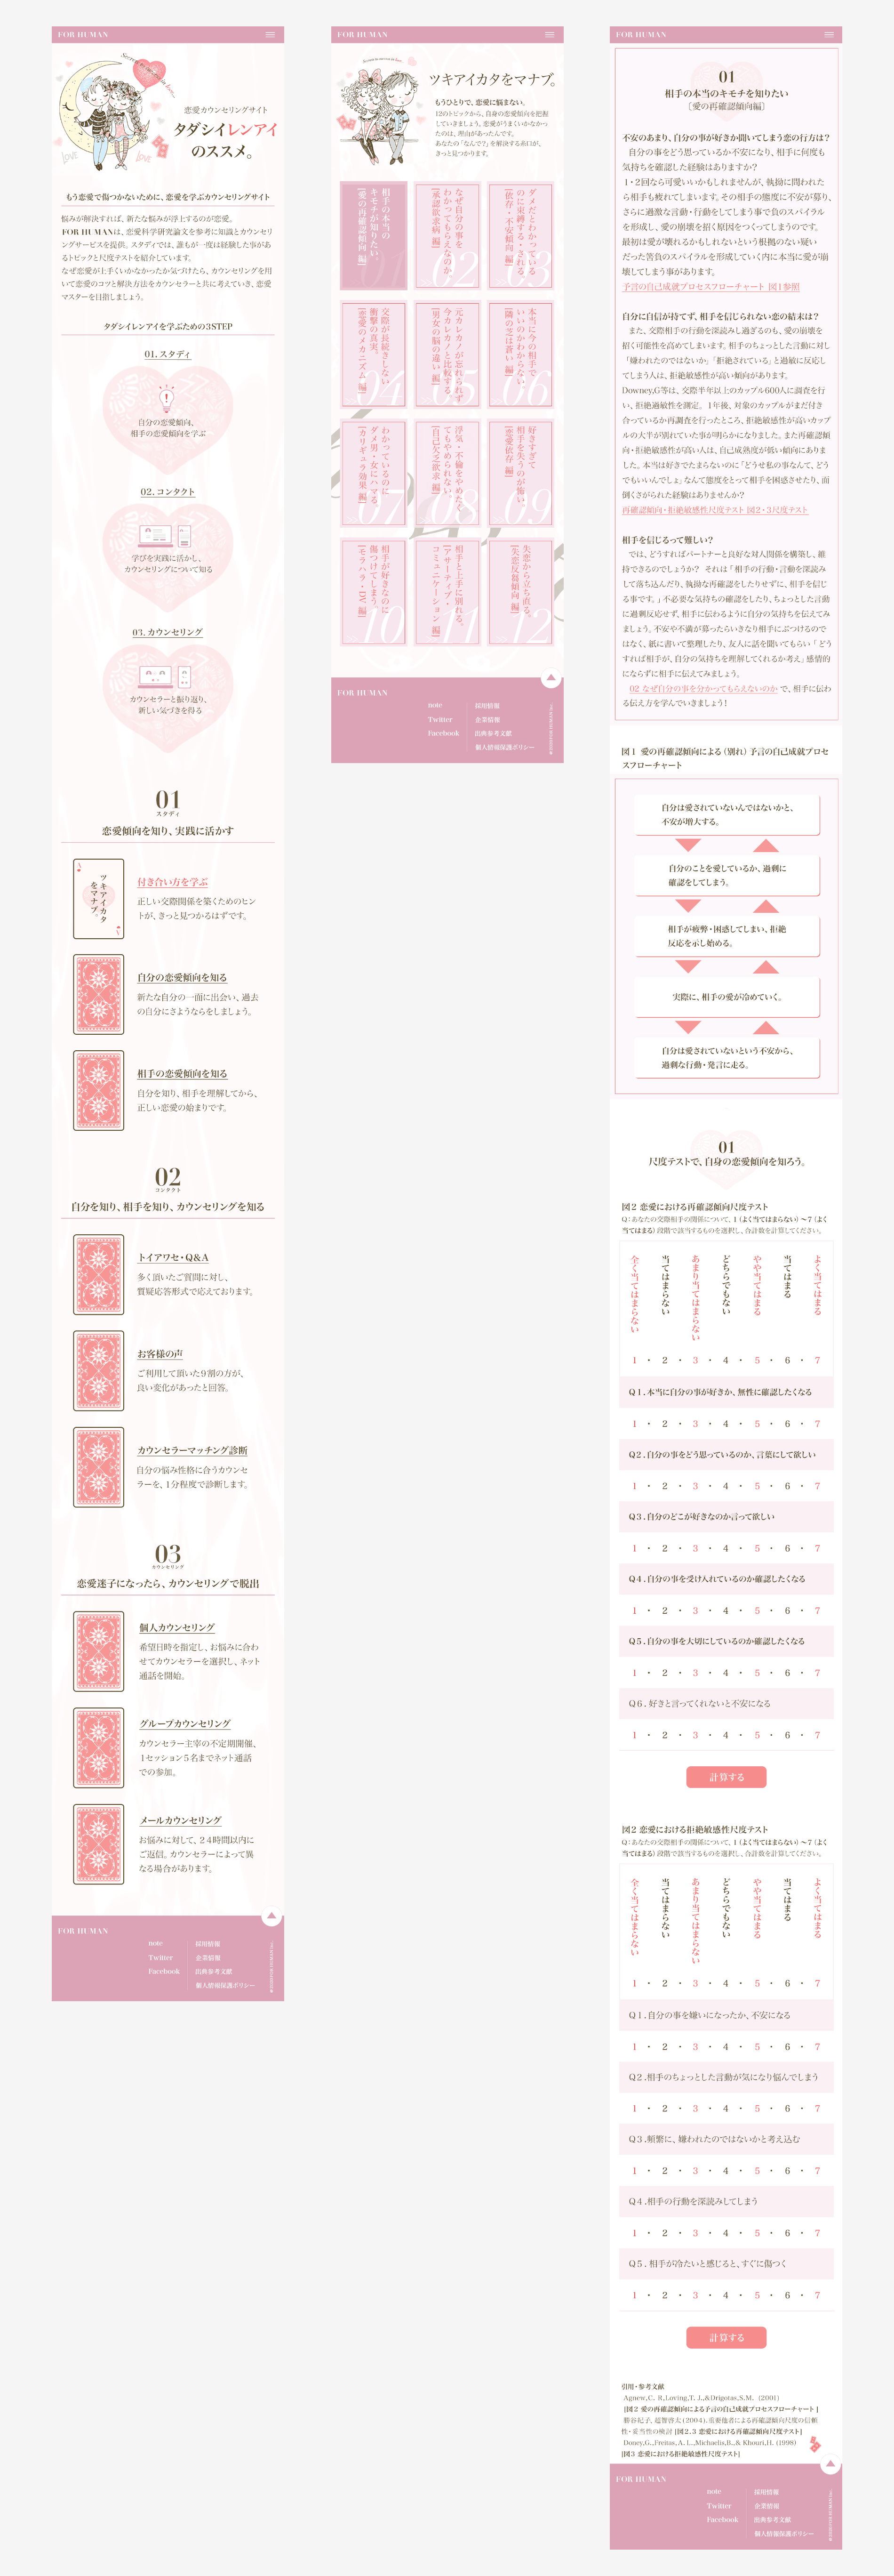 FOR HUMAN
恋愛カウンセリングサイト
タダシイレンアイ
のススメ。
love
love
もう恋愛で傷つかないために、恋愛を学ぶカウンセリングサイト
悩みが解決すれば、新たな悩みが浮上するのが恋愛。
FOR HUMANは、恋愛科学研究論文を参考に知識とカウンセリ
ングサービスを提供。スタディでは、誰もが一度は経験した事があ
るトピックと尺度テストを紹介しています。
なぜ恋愛が上手くいかなかったか気づけたら、カウンセリングを用
いて恋愛のコツと解決方法をカウンセラーと共に考えていき、恋愛
マスターを目指しましょう。
タダシイレンアイを学ぶための3STEP
01. スタディ
自分の恋愛傾向、
相手の恋愛傾向を学ぶ
02. コンタクト
学びを実践に活かし、
カウンセリングについて知る
03. カウンセリング
カウンセラーと振り返り、
新しい気づきを得る
01
スタディ
恋愛傾向を知り、実践に活かす
A
ツキアイカタ
をマナブ。
付き合い方を学ぶ
正しい交際関係を築くためのヒン
トが、きっと見つかるはずです。
自分の恋愛傾向を知る
新たな自分の一面に出会い、過去
の自分にさようならをしましょう。
相手の恋愛傾向を知る
自分を知り、相手を理解してから、
正しい恋愛の始まりです。
02
コンタクト
自分を知り、相手を知り、カウンセリングを知る
トイアワセ・Q&A
多く頂いたご質問に対し、
質疑応答形式で応えております。
お客様の声
ご利用して頂いた９割の方が、
良い変化があったと回答。
カウンセラーマッチング診断
自分の悩み性格に合うカウンセ
ラーを、１分程度で診断します。
03
カウンセリング
恋愛迷子になったら、カウンセリングで脱出
個人カウンセリング
希望日時を指定し、お悩みに合わ
せてカウンセラーを選択し、ネット
通話を開始。
グループカウンセリング
カウンセラー主宰の不定期開催、
１セッション５名までネット通話
での参加。
メールカウンセリング
お悩みに対して、２４時間以内に
ご返信。カウンセラーによって異
なる場合があります。
FOR HUMAN
note
Twitter
Facebook
採用情報
企業情報
出典参考文献
個人情報保護ポリシー
FOR HUMAN
ツキアイカタをマナブ。
もうひとりで、恋愛に悩まない。
12のトピックから、自身の恋愛傾向を把握
していきましょう。恋愛がうまくいかなかっ
たのは、理由があったんです。
あなたの「なんで？」を解決する糸口が、
きっと見つかります。
相手の本当の
キモチが知りたい。
[愛の再確認傾向 編]
01
なぜ自分の事を
わかってもらえないのか
[承認欲求病 編]
02
ダメだとわかっている
のに束縛する・される
[依存・不安傾向 編]
03
交際が長続きしない
衝撃の真実。
[恋愛のメカニズム 編]
04
元カレカノが忘れられず
今カレカノと比較する。
[男女の脳の違い 編]
05
本当に今の相手で
いいのかわからない。
[隣の芝は蒼い 編]
06
わかっているのに
ダメ男・女にハマる
[カリギュラ効果 編]
07
浮気・不倫をやめたく
てもやめられない。
[自己欠乏欲求 編]
08
好きすぎて
相手を失うのが怖い。
[恋愛依存 編]
09
相手が好きなのに
傷つけてしまう
[モラハラ・DV 編]
10
相手と上手に別れる。
[アサーティブ・
コミュニケーション 編]
11
失恋から立ち直る。
[失恋反芻傾向 編]
12
FOR HUMAN
note
Twitter
Facebook
採用情報
企業情報
出典参考文献
個人情報保護ポリシー
FOR HUMAN
01
相手の本当のキモチを知りたい
〔愛の再確認傾向編〕
不安のあまり、自分の事が好きか聞いてしまう恋の行方は？
自分の事をどう思っているか不安になり、相手に何度も
気持ちを確認した経験はありますか？
１・２回なら可愛いいかもしれませんが、執拗に問われた
ら相手も疲れてしまいます。その相手の態度に不安が募り、
さらに過激な言動・行動をしてしまう事で負のスパイラル
を形成し、愛の崩壊を招く原因をつくってしまうのです。
最初は愛が壊れるかもしれないという根拠のない疑い
だった筈負のスパイラルを形成していく内に本当に愛が崩
壊してしまう事があります。
予言の自己成就プロセスフローチャート 図１参照
自分に自信が持てず、相手を信じられない恋の結末は？
また、交際相手の行動を深読みし過ぎるのも、愛の崩壊を
招く可能性を高めてしまいます。相手のちょっとした言動に対し
「嫌われたのではないか」「拒絶されている」と過敏に反応し
てしまう人は、拒絶敏感性が高い傾向があります。
Downey,G等は、交際半年以上のカップル600人に調査を行
い、拒絶過敏性を測定。１年後、対象のカップルがまだ付き
合っているか再調査を行ったところ、拒絶敏感性が高いカップ
ルの大半が別れていた事が明らかになりました。また再確認傾
向・拒絶敏感性が高い人は、自己成熟度が低い傾向にありま
した。本当は好きでたまらないのに「どうせ私の事なんて、どう
でもいいんでしょ」なんて態度をとって相手を困惑させたり、面
倒くさがられた経験はありませんか？
再確認傾向・拒絶敏感性尺度テスト 図２・３尺度テスト
相手を信じるって難しい？
では、どうすればパートナーと良好な対人関係を構築し、維
持できるのでしょうか？ それは「相手の行動・言動を深読み
して落ち込んだり、執拗な再確認をしたりせずに、相手を信じ
る事です。」不必要な気持ちの確認をしたり、ちょっとした言動
に過剰反応せず、相手に伝わるように自分の気持ちを伝えてみ
ましょう。不安や不満が募ったらいきなり相手にぶつけるので
はなく、紙に書いて整理したり、友人に話を聞いてもらい「どう
すれば相手が、自分の気持ちを理解してくれるか考え」感情的
にならずに相手に伝えてみましょう。
02 なぜ自分の事を分かってもらえないのか で、相手に伝わ
る伝え方を学んでいきましょう！
図１ 愛の再確認傾向による（別れ）予言の自己成就プロセ
スフローチャート
自分は愛されていないんではないかと、
不安が増大する。
自分のことを愛しているか、過剰に
確認をしてしまう。
相手が疲弊・困惑してしまい、拒絶
反応を示し始める。
実際に、相手の愛が冷めていく。
自分は愛されていないという不安から、
過剰な行動・発言に走る。
01
尺度テストで、自身の恋愛傾向を知ろう。
図２ 恋愛における再確認傾向尺度テスト
Q：あなたの交際相手の関係について、１（よく当てはまらない）〜７（よく
当てはまる）段階で該当するものを選択し、合計数を計算してください。
全く当てはまらない
当てはまらない
あまり当てはまらない
どちらでもない
やや当てはまる
当てはまる
よく当てはまる
1 ・ 2 ・ 3 ・ 4 ・ 5 ・ 6 ・ 7
Q１.本当に自分の事が好きか、無性に確認したくなる
1 ・ 2 ・ 3 ・ 4 ・ 5 ・ 6 ・ 7
Q２.自分の事をどう思っているのか、言葉にして欲しい
1 ・ 2 ・ 3 ・ 4 ・ 5 ・ 6 ・ 7
Q３.自分のどこが好きなのか言って欲しい
1 ・ 2 ・ 3 ・ 4 ・ 5 ・ 6 ・ 7
Q４.自分の事を受け入れているのか確認したくなる
1 ・ 2 ・ 3 ・ 4 ・ 5 ・ 6 ・ 7
Q５.自分の事を大切にしているのか確認したくなる
1 ・ 2 ・ 3 ・ 4 ・ 5 ・ 6 ・ 7
Q６. 好きと言ってくれないと不安になる
1 ・ 2 ・ 3 ・ 4 ・ 5 ・ 6 ・ 7
計算する
図２ 恋愛における拒絶敏感性尺度テスト
Q：あなたの交際相手の関係について、１（よく当てはまらない）〜７（よく
当てはまる）段階で該当するものを選択し、合計数を計算してください。
全く当てはまらない
当てはまらない
あまり当てはまらない
どちらでもない
やや当てはまる
当てはまる
よく当てはまる
1 ・ 2 ・ 3 ・ 4 ・ 5 ・ 6 ・ 7
Q１.自分の事を嫌いになったか、不安になる
1 ・ 2 ・ 3 ・ 4 ・ 5 ・ 6 ・ 7
Q２.相手のちょっとした言動が気になり悩んでしまう
1 ・ 2 ・ 3 ・ 4 ・ 5 ・ 6 ・ 7
Q３.頻繁に、嫌われたのではないかと考え込む
1 ・ 2 ・ 3 ・ 4 ・ 5 ・ 6 ・ 7
Q４.相手の行動を深読みしてしまう
1 ・ 2 ・ 3 ・ 4 ・ 5 ・ 6 ・ 7
Q５. 相手が冷たいと感じると、すぐに傷つく
1 ・ 2 ・ 3 ・ 4 ・ 5 ・ 6 ・ 7
計算する
引用・参考文献
Agnew,C. R,Loving,T. J.,&Drigotas,S.M. (2001)
[図２ 愛の再確認傾向による予言の自己成就プロセスフローチャート ]
勝谷紀子, 超智啓太(2004).重要他者による再確認傾向尺度の信頼
性・妥当性の検討 [図２.３ 恋愛における再確認傾向尺度テスト]
Doney,G.,Freitas,A. L.,Michaelis,B.,& Khouri,H. (1998)
[図３ 恋愛における拒絶敏感性尺度テスト]
FOR HUMAN
note
Twitter
Facebook
採用情報
企業情報
出典参考文献
個人情報保護ポリシー